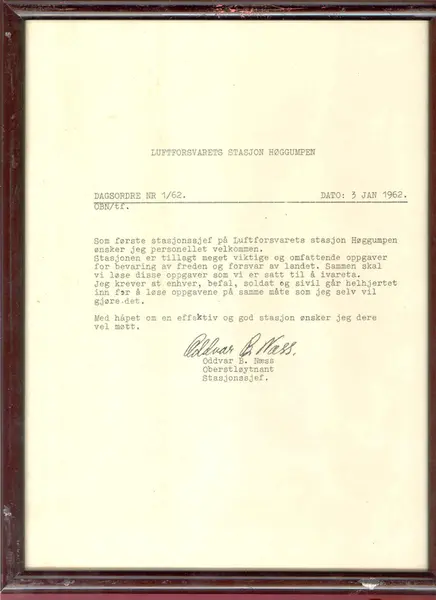 LUFTFORSVARETS STASJON HØGGUMPEN
DAGSORDRE NR 1/62. DATO: 3 JAN 1962.
OBN/tf.
Som første stasjonssjef på Luftforsvarets stasjon Høggumpen
ønsker jeg personellet velkommen.
Stasjonen er tillagt meget viktige og omfattende oppgaver
for bevaring av freden og forsvar av landet. Sammen skal
vi løse disse oppgaver som vi er satt til å ivareta.
Jeg krever at enhver, befal, soldat og sivil går helhjertet
inn for å løse oppgavene på samme måte som jeg selv vil
gjøre det.
Med håpet om en effektiv og god stasjon ønsker jeg dere
vel møtt.
Oddvar B. Næss.
Oddvar B. Næss
Oberstløytnant
Stasjonssjef.